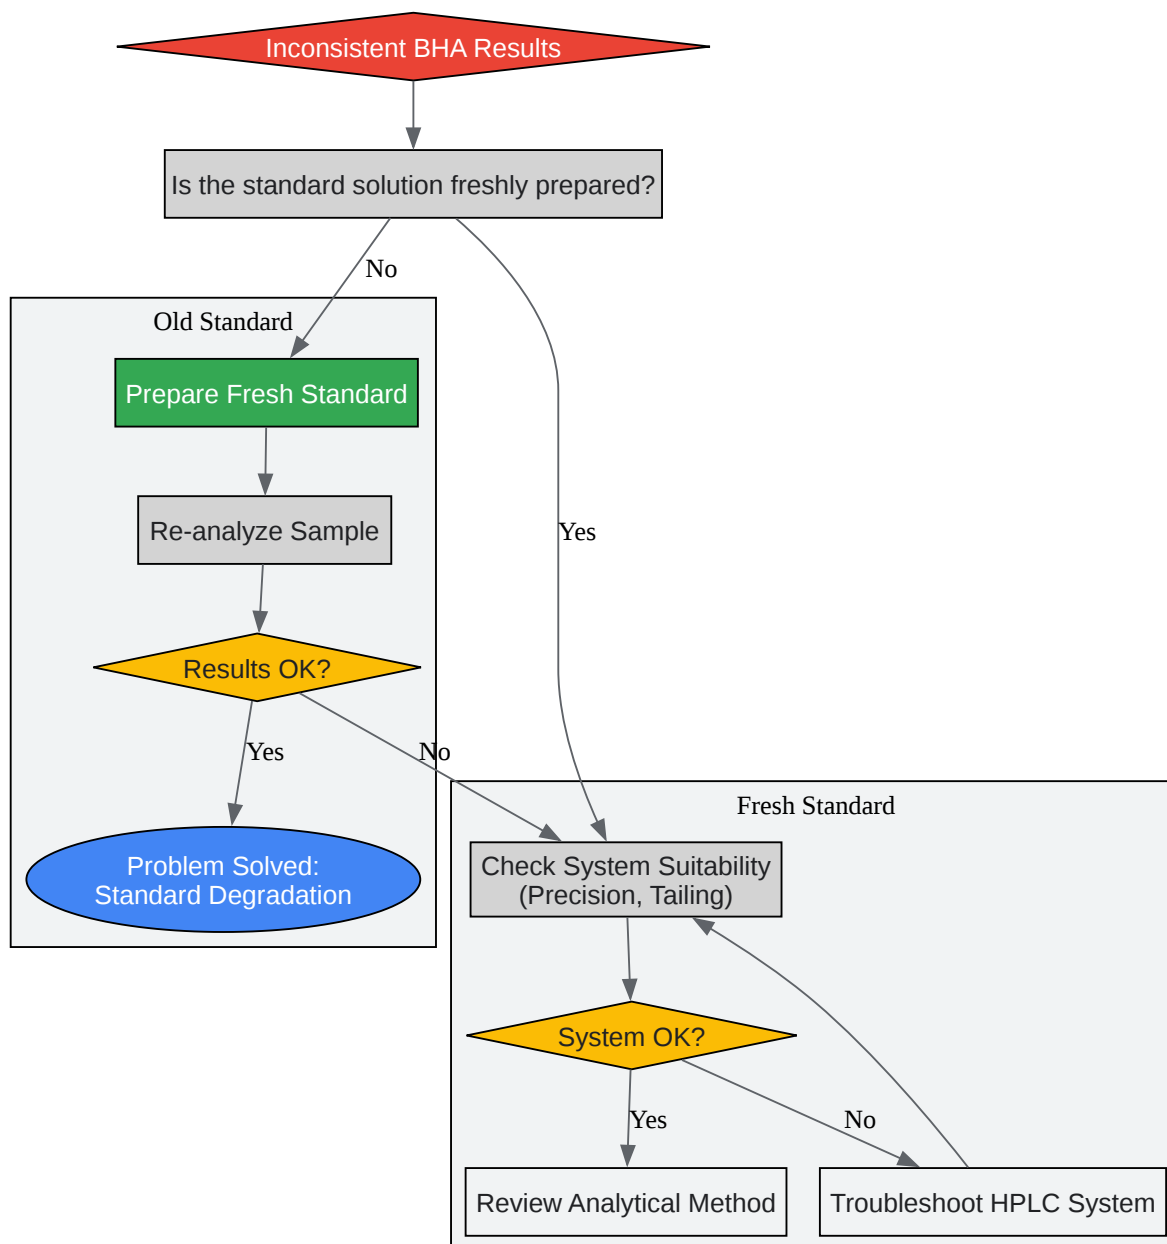 Inconsistent BHA Results
Is the standard solution freshly prepared?
No
Old Standard
Prepare Fresh Standard
Re-analyze Sample
Yes
Results OK?
Yes
No
Problem Solved:
Standard Degradation
Fresh Standard
Check System Suitability
(Precision, Tailing)
System OK?
Yes
No
Review Analytical Method
Troubleshoot HPLC System